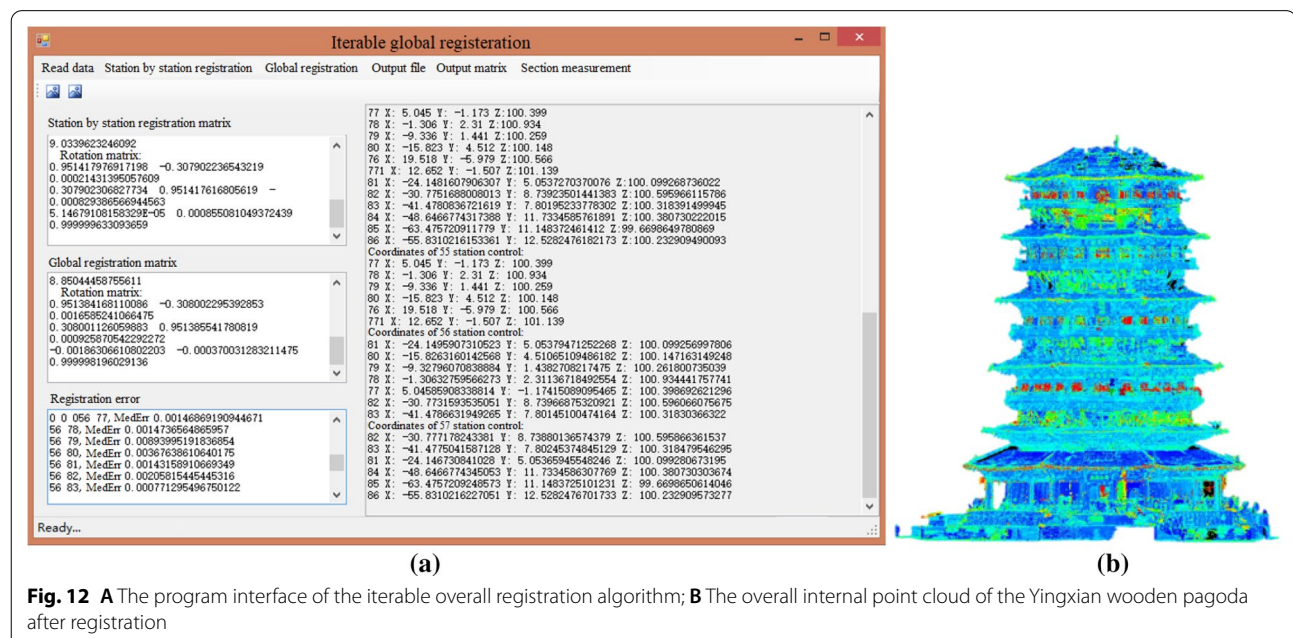 Iterable global registeration
Read data Station by station registration Global registration Output file Output matrix Section measurement
Station by station registration matrix
9.0339623246092
Rotation matrix:
0.951417976917198 -0.307902236543219
0.00021431395057609
0.307902306827734 0.951417616805619 -
0.000829386566944563
5.14679108158329E-05 0.000855081049372439
0.999999633093659
Global registration matrix
8.85044458755611
Rotation matrix:
0.951384168110086 -0.308002295392853
0.0016585241066475
0.308001126059883 0.951385541780819
0.000925870542292272
-0.00186306610802203 -0.000370031283211475
0.999998196029136
Registration error
0 0 056 77, MedErr 0.00146869190944671
56 78, MedErr 0.0014736564865957
56 79, MedErr 0.00893995191836854
56 80, MedErr 0.00367638610640175
56 81, MedErr 0.00143158910669349
56 82, MedErr 0.00205815445445316
56 83, MedErr 0.000771295496750122
77 X: 5.045 Y: -1.173 Z:100.399
78 X: -1.306 Y: 2.31 Z:100.934
79 X: -9.336 Y: 1.441 Z:100.259
80 X: -15.823 Y: 4.512 Z:100.148
76 X: 19.518 Y: -5.979 Z:100.566
771 X: 12.652 Y: -1.507 Z:101.139
81 X: -24.1481607906307 Y: 5.0537270370076 Z:100.099268736022
82 X: -30.7751688008013 Y: 8.73923501441383 Z:100.595966115786
83 X: -41.4780836721619 Y: 7.80195233778302 Z:100.318391499945
84 X: -48.6466774317388 Y: 11.7334585761891 Z:100.380730222015
85 X: -63.475720911779 Y: 11.148372461412 Z:99.6698649780869
86 X: -55.8310216153361 Y: 12.5282476182173 Z:100.232909490093
Coordinates of 55 station control:
77 X: 5.045 Y: -1.173 Z: 100.399
78 X: -1.306 Y: 2.31 Z: 100.934
79 X: -9.336 Y: 1.441 Z: 100.259
80 X: -15.823 Y: 4.512 Z: 100.148
76 X: 19.518 Y: -5.979 Z: 100.566
771 X: 12.652 Y: -1.507 Z: 101.139
Coordinates of 56 station control:
81 X: -24.1495907310523 Y: 5.05379471252268 Z: 100.099256997806
80 X: -15.8263160142568 Y: 4.51065109486182 Z: 100.147163149248
79 X: -9.32796070838884 Y: 1.4382708217475 Z: 100.261800735039
78 X: -1.30632759566273 Y: 2.31136718492554 Z: 100.934441757741
77 X: 5.04585908338814 Y: -1.17415089095465 Z: 100.398692621296
82 X: -30.7731593535051 Y: 8.73966875320921 Z: 100.596066075675
83 X: -41.4786631949265 Y: 7.80145100474164 Z: 100.31830366322
Coordinates of 57 station control:
82 X: -30.777178243381 Y: 8.73880136574379 Z: 100.595866361537
83 X: -41.4775041587128 Y: 7.80245374845129 Z: 100.318479546295
81 X: -24.146730841028 Y: 5.05365945548246 Z: 100.099280673195
84 X: -48.6466774345053 Y: 11.7334586307769 Z: 100.380730303674
85 X: -63.4757209248573 Y: 11.1483725101231 Z: 99.6698650614046
86 X: -55.8310216227051 Y: 12.5282476701733 Z: 100.232909573277
Ready...
(a)
(b)
Fig. 12 A The program interface of the iterable overall registration algorithm; B The overall internal point cloud of the Yingxian wooden pagoda
after registration